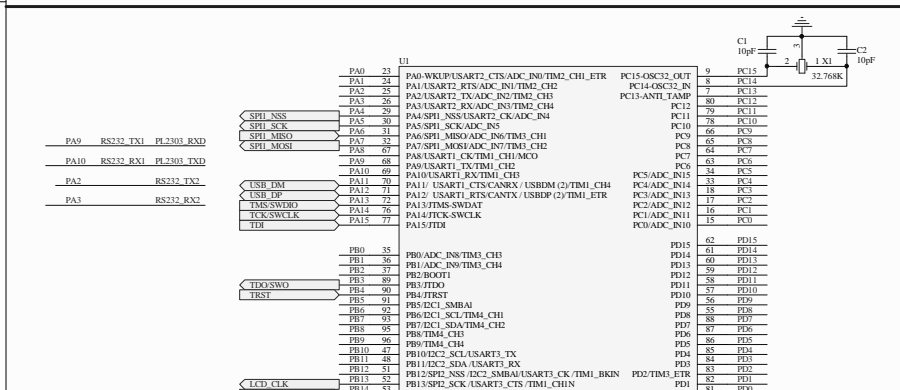 C1
10pF
3
C2
10pF
2
1 X1
32.768K
U1
PA0 23 PA0-WKUP/USART2_CTS/ADC_IN0/TIM2_CH1_ETR PC15-OSC32_OUT 9 PC15
PA1 24 PA1/USART2_RTS/ADC_IN1/TIM2_CH2 PC14-OSC32_IN 8 PC14
PA2 25 PA2/USART2_TX/ADC_IN2/TIM2_CH3 PC13-ANTI_TAMP 7 PC13
PA3 26 PA3/USART2_RX/ADC_IN3/TIM2_CH4 PC12 80 PC12
SPI1_NSS PA4 29 PA4/SPI1_NSS/USART2_CK/ADC_IN4 PC11 79 PC11
SPI1_SCK PA5 30 PA5/SPI1_SCK/ADC_IN5 PC10 78 PC10
SPI1_MISO PA6 31 PA6/SPI1_MISO/ADC_IN6/TIM3_CH1 PC9 66 PC9
PA9 RS232_TX1 PL2303_RXD SPI1_MOSI PA7 32 PA7/SPI1_MOSI/ADC_IN7/TIM3_CH2 PC8 65 PC8
PA8 67 PA8/USART1_CK/TIM1_CH1/MCO PC7 64 PC7
PA10 RS232_RX1 PL2303_TXD PA9 68 PA9/USART1_TX/TIM1_CH2 PC6 63 PC6
PA10 69 PA10/USART1_RX/TIM1_CH3 PC5/ADC_IN15 34 PC5
PA2 RS232_TX2 USB_DM PA11 70 PA11/ USART1_CTS/CANRX /USBDM (2)/TIM1_CH4 PC4/ADC_IN14 33 PC4
USB_DP PA12 71 PA12/ USART1_RTS/CANTX / USBDP (2)/TIM1_ETR PC3/ADC_IN13 18 PC3
PA3 RS232_RX2 TMS/SWDIO PA13 72 PA13/JTMS-SWDAT PC2/ADC_IN12 17 PC2
TCK/SWCLK PA14 76 PA14/JTCK-SWCLK PC1/ADC_IN11 16 PC1
TDI PA15 77 PA15/JTDI PC0/ADC_IN10 15 PC0
PD15 62 PD15
PB0 35 PB0/ADC_IN8/TIM3_CH3 PD14 61 PD14
PB1 36 PB1/ADC_IN9/TIM3_CH4 PD13 60 PD13
PB2 37 PB2/BOOT1 PD12 59 PD12
TDO/SWO PB3 89 PB3/JTDO PD11 58 PD11
TRST PB4 90 PB4/JTRST PD10 57 PD10
PB5 91 PB5/I2C1_SMBAI PD9 56 PD9
PB6 92 PB6/I2C1_SCL/TIM4_CH1 PD8 55 PD8
PB7 93 PB7/I2C1_SDA/TIM4_CH2 PD7 88 PD7
PB8 95 PB8/TIM4_CH3 PD6 87 PD6
PB9 96 PB9/TIM4_CH4 PD5 86 PD5
PB10 47 PB10/I2C2_SCL/USART3_TX PD4 85 PD4
PB11 48 PB11/I2C2_SDA /USART3_RX PD3 84 PD3
PB12 51 PB12/SPI2_NSS /I2C2_SMBAI/USART3_CK /TIM1_BKIN PD2/TIM3_ETR 83 PD2
LCD_CLK PB13 52 PB13/SPI2_SCK /USART3_CTS /TIM1_CH1N PD1 82 PD1
PB14 53 81 PD0